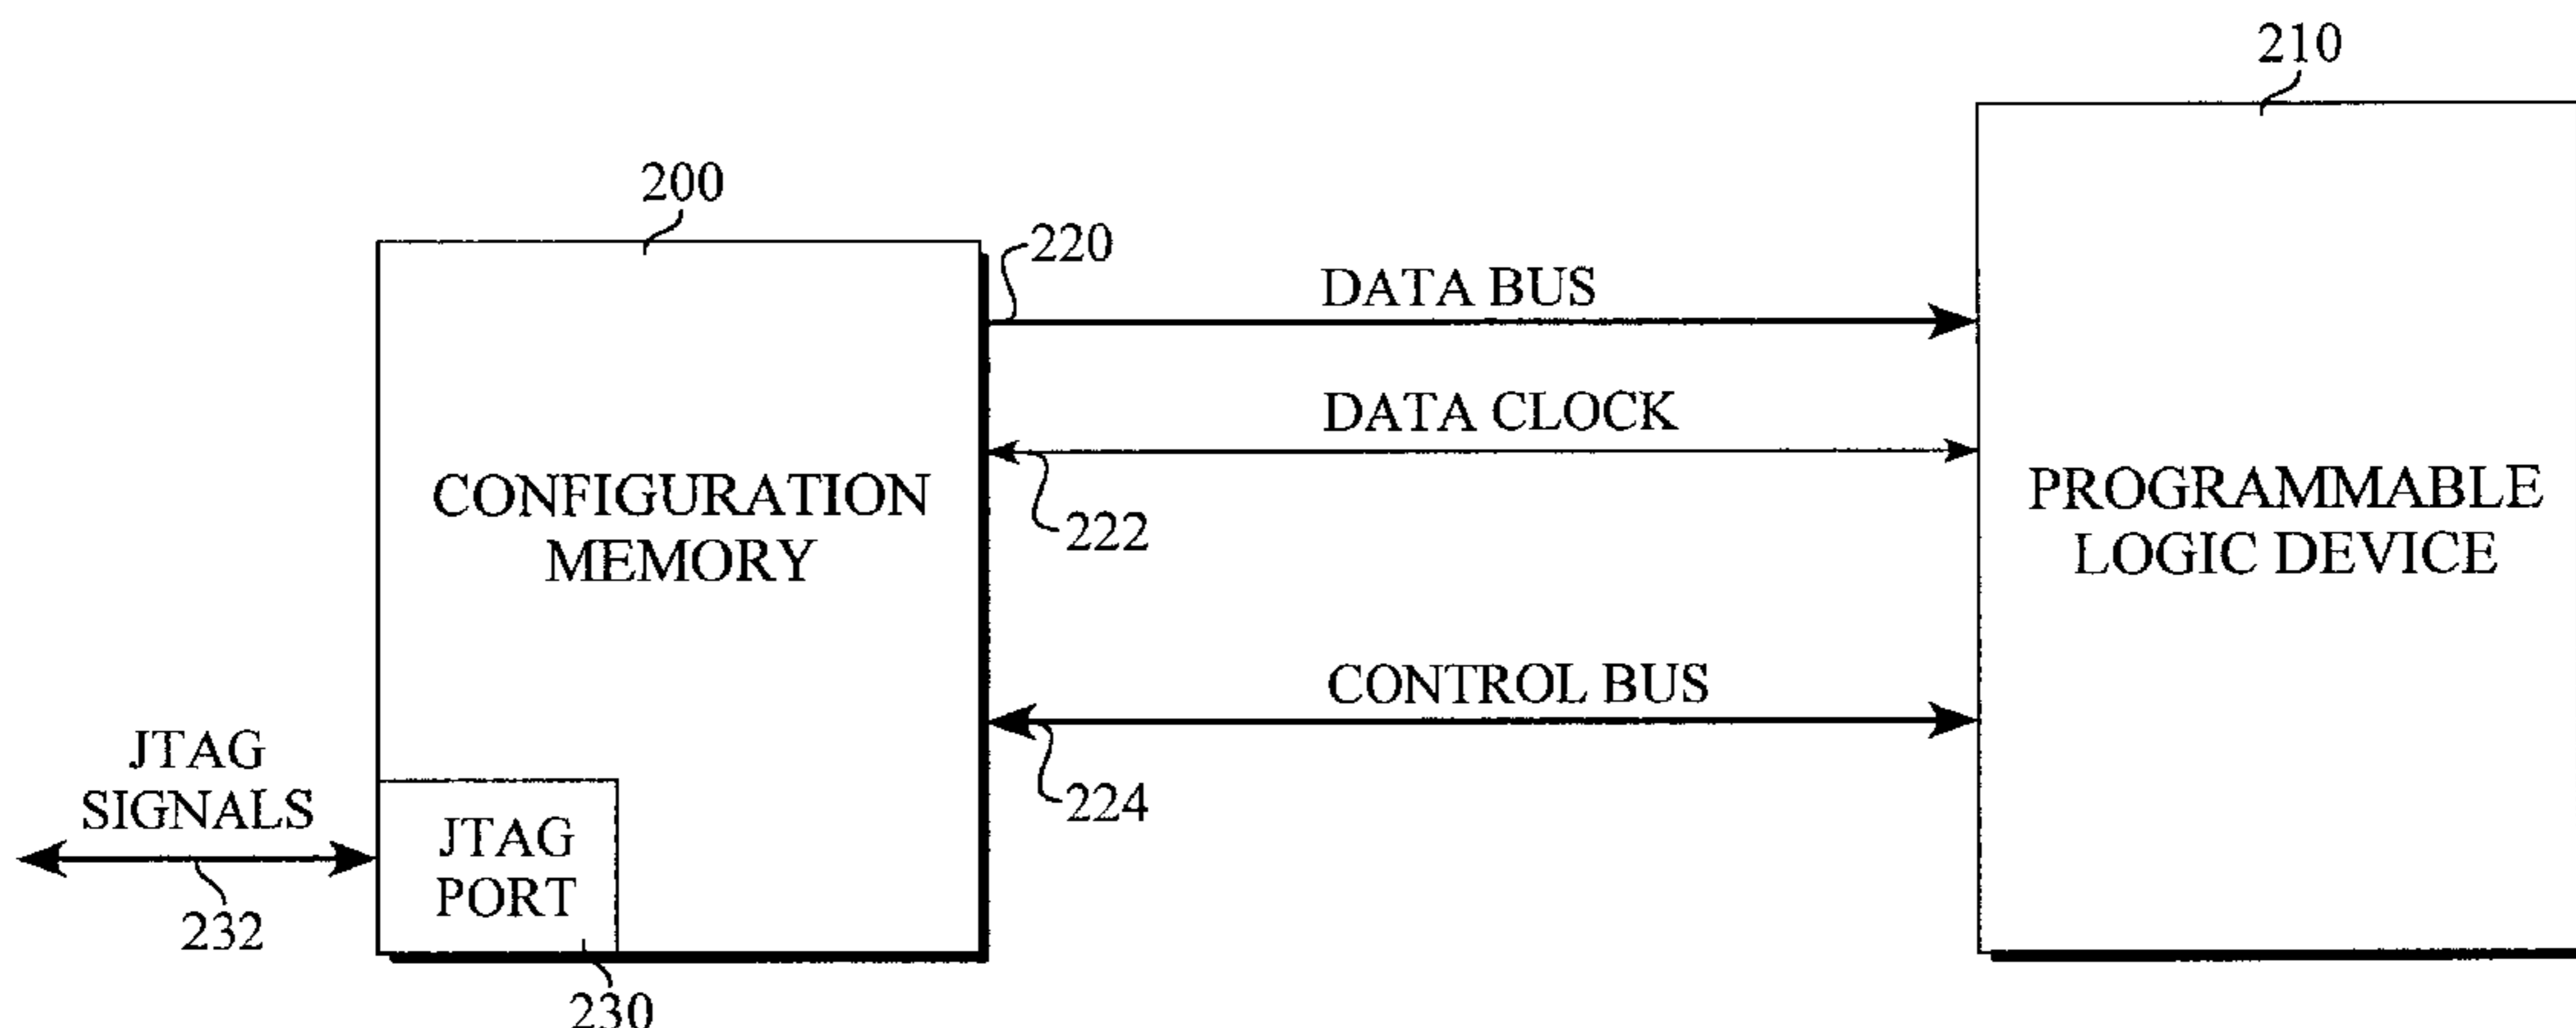 210
200
220
DATA BUS
DATA CLOCK
CONFIGURATION
MEMORY
PROGRAMMABLE
LOGIC DEVICE
222
CONTROL BUS
JTAG
SIGNALS
224
JTAG
PORT
232
230